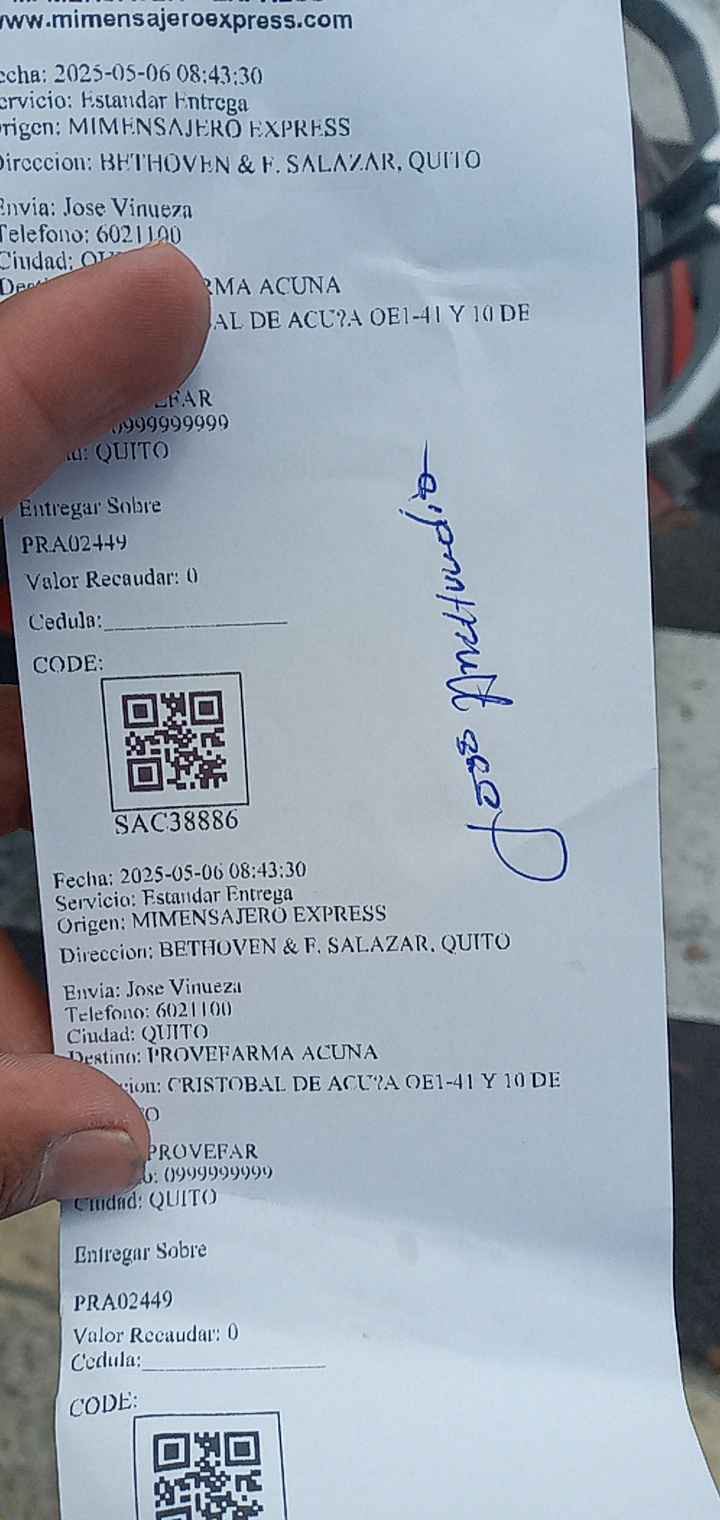 www.mimensajeroexpress.com
echa: 2025-05-06 08:43:30
ervicio: Estandar Entrega
rigen: MIMENSAJERO EXPRESS
Direccion: BETHOVEN & F. SALAZAR, QUITO
Envia: Jose Vinueza
Telefono: 6021100
Ciudad:
RMA ACUNA
AL DE ACU?A OE1-41 Y 10 DE
EFAR
0999999999
QUITO
Entregar Sobre
PRA02449
Valor Recaudar: 0
Cedula:
CODE:
SAC38886
Jose
Fecha: 2025-05-06 08:43:30
Servicio: Estandar Entrega
Origen: MIMENSAJERO EXPRESS
Direccion: BETHOVEN & F. SALAZAR, QUITO
Envia: Jose Vinueza
Telefono: 6021100
Ciudad: QUITO
Destino: PROVEFARMA ACUNA
cion: CRISTOBAL DE ACU?A OE1-41 Y 10 DE
TO
PROVEFAR
o: 0999999999
Ciudad: QUITO
Entregar Sobre
PRA02449
Valor Recaudar: 0
Cedula:
CODE: